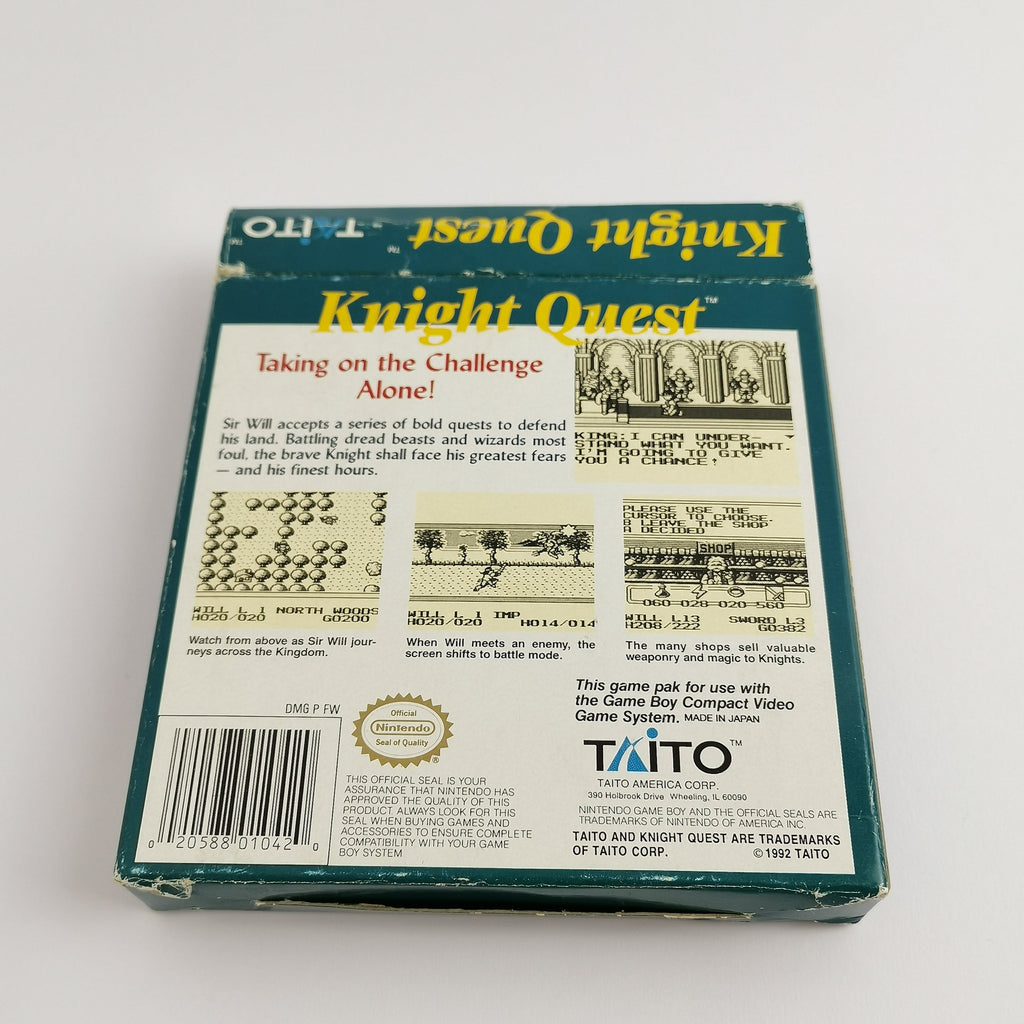 Knight Quest TM TAITO TM
Knight Quest™
Taking on the Challenge
Alone!
Sir Will accepts a series of bold quests to defend
his land. Battling dread beasts and wizards most
foul, the brave Knight shall face his greatest fears
— and his finest hours.
KING:I CAN UNDER-
STAND WHAT YOU WANT.
I'M GOING TO GIVE
YOU A CHANCE!
WILL L 1 NORTH WOODS
H020/020 G0200
Watch from above as Sir Will jour-
neys across the Kingdom.
WILL L 1 IMP
H020/020 H014/014
When Will meets an enemy, the
screen shifts to battle mode.
PLEASE USE THE
CURSOR TO CHOOSE.
B LEAVE THE SHOP
A DECIDED
SHOP
060 028 020 560
WILL L13 SWORD L3
H208/222 G0382
The many shops sell valuable
weaponry and magic to Knights.
This game pak for use with
the Game Boy Compact Video
Game System. MADE IN JAPAN
TAITO™
TAITO AMERICA CORP.
390 Holbrook Drive Wheeling, IL 60090
NINTENDO GAME BOY AND THE OFFICIAL SEALS ARE
TRADEMARKS OF NINTENDO OF AMERICA INC.
TAITO AND KNIGHT QUEST ARE TRADEMARKS
OF TAITO CORP. ©1992 TAITO
DMG P FW
0 20588 01042 0
Official
Nintendo
Seal of Quality
®
THIS OFFICIAL SEAL IS YOUR
ASSURANCE THAT NINTENDO HAS
APPROVED THE QUALITY OF THIS
PRODUCT ALWAYS LOOK FOR THIS
SEAL WHEN BUYING GAMES AND
ACCESSORIES TO ENSURE COMPLETE
COMPATIBILITY WITH YOUR GAME
BOY SYSTEM